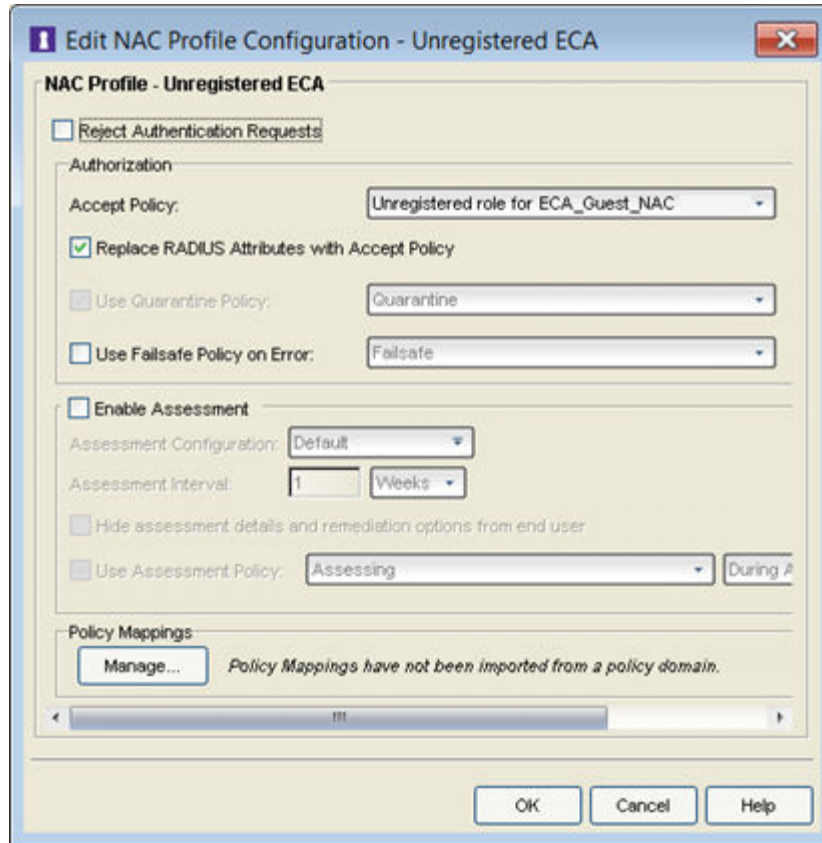 Edit NAC Profile Configuration - Unregistered ECA
NAC Profile - Unregistered ECA
Reject Authentication Requests
Authorization
Accept Policy: Unregistered role for ECA_Guest_NAC
Replace RADIUS Attributes with Accept Policy
Use Quarantine Policy: Quarantine
Use Failsafe Policy on Error: Failsafe
Enable Assessment
Assessment Configuration: Default
Assessment Interval: 1 Weeks
Hide assessment details and remediation options from end user
Use Assessment Policy: Assessing During A
Policy Mappings
Manage... Policy Mappings have not been imported from a policy domain.
OK Cancel Help